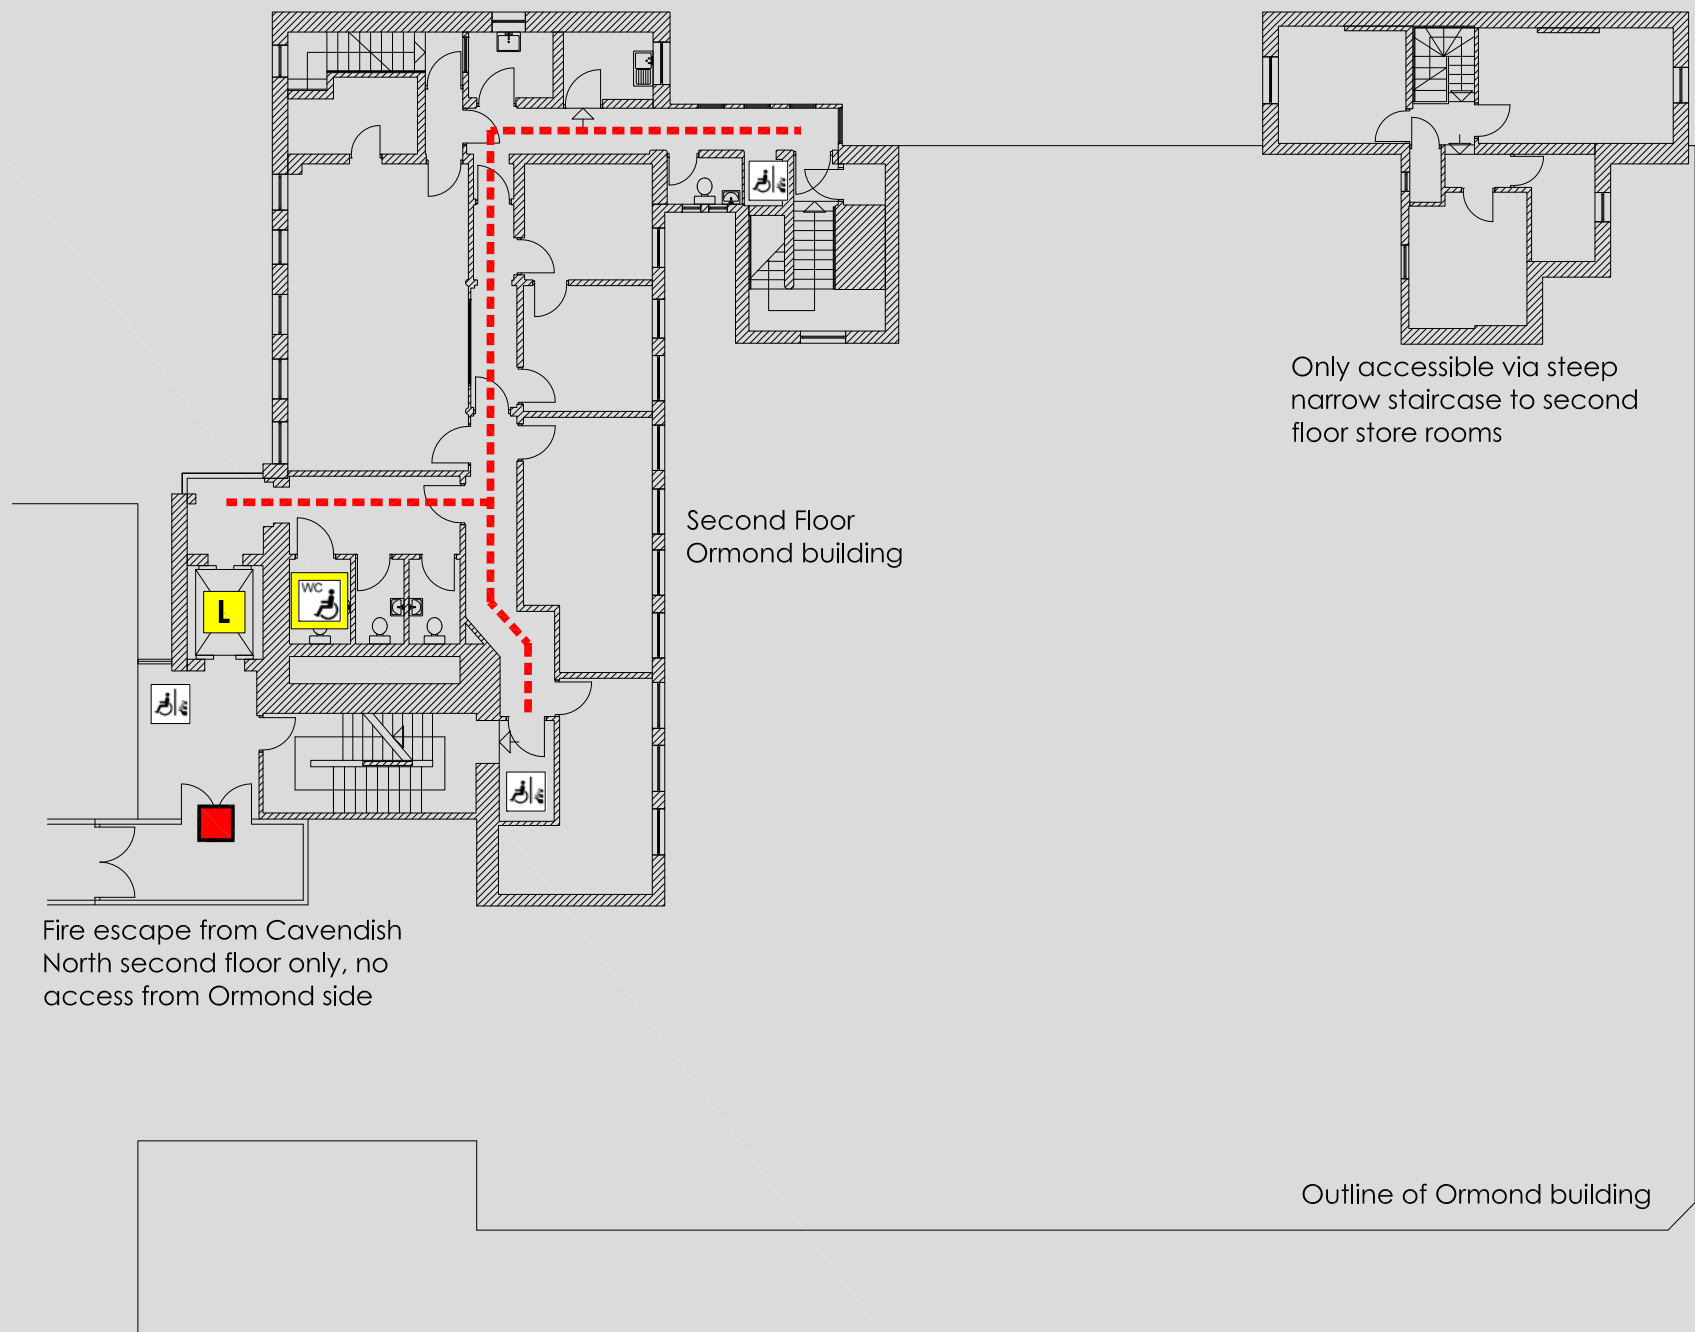 Only accessible via steep
narrow staircase to second
floor store rooms
Second Floor
Ormond building
WC
L
Fire escape from Cavendish
North second floor only, no
access from Ormond side
Outline of Ormond building